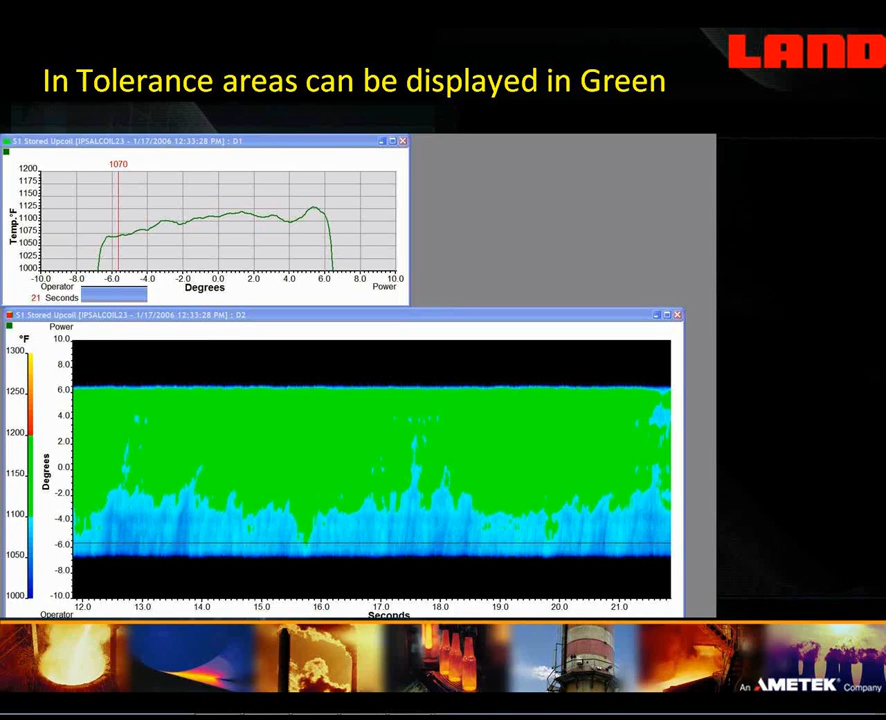 LAND
In Tolerance areas can be displayed in Green
S1 Stored Upcoil [IPSALCOIL23 - 1/17/2006 12:33:28 PM] : D1
1070
1200
1175
1150
1125
1100
1075
1050
1025
1000
Temp.°F
-10.0 -8.0 -6.0 -4.0 -2.0 0.0 2.0 4.0 6.0 8.0 10.0
Operator Degrees Power
21 Seconds
S1 Stored Upcoil [IPSALCOIL23 - 1/17/2006 12:33:28 PM] : D2
Power
°F
1300
1250
1200
1150
1100
1050
1000
10.0
8.0
6.0
4.0
2.0
0.0
-2.0
-4.0
-6.0
-8.0
-10.0
Degrees
12.0 13.0 14.0 15.0 16.0 17.0 18.0 19.0 20.0 21.0
Operator Seconds
An AMETEK Company